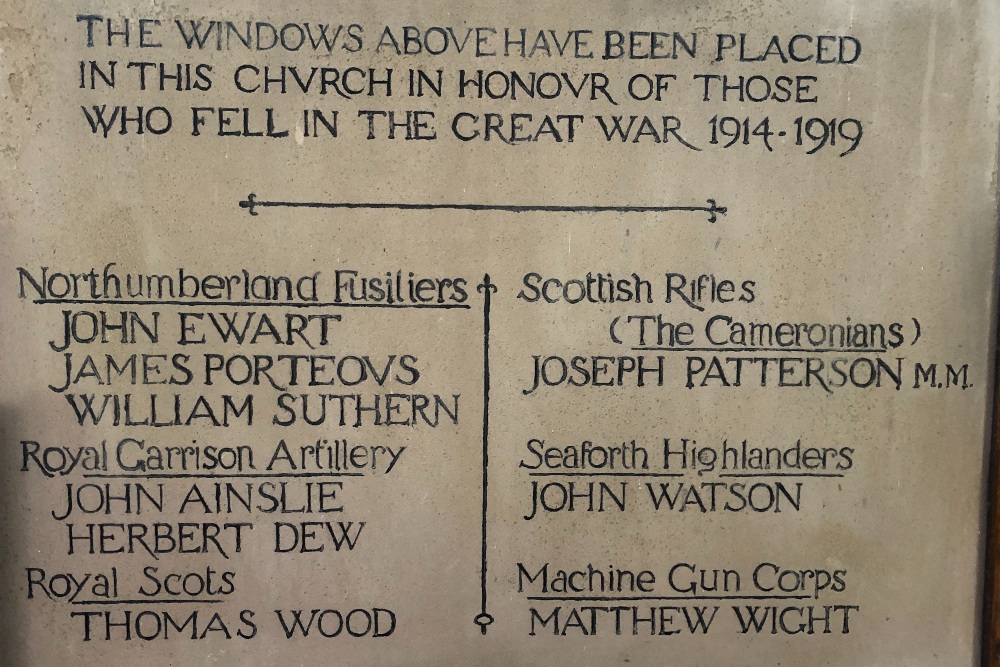 THE WINDOWS ABOVE HAVE BEEN PLACED
IN THIS CHVRCH IN HONOVR OF THOSE
WHO FELL IN THE GREAT WAR 1914-1919
Northumberland Fusiliers
JOHN EWART
JAMES PORTEOVS
WILLIAM SUTHERN
Royal Garrison Artillery
JOHN AINSLIE
HERBERT DEW
Royal Scots
THOMAS WOOD
Scottish Rifles
(The Cameronians)
JOSEPH PATTERSON M.M.
Seaforth Highlanders
JOHN WATSON
Machine Gun Corps
MATTHEW WIGHT